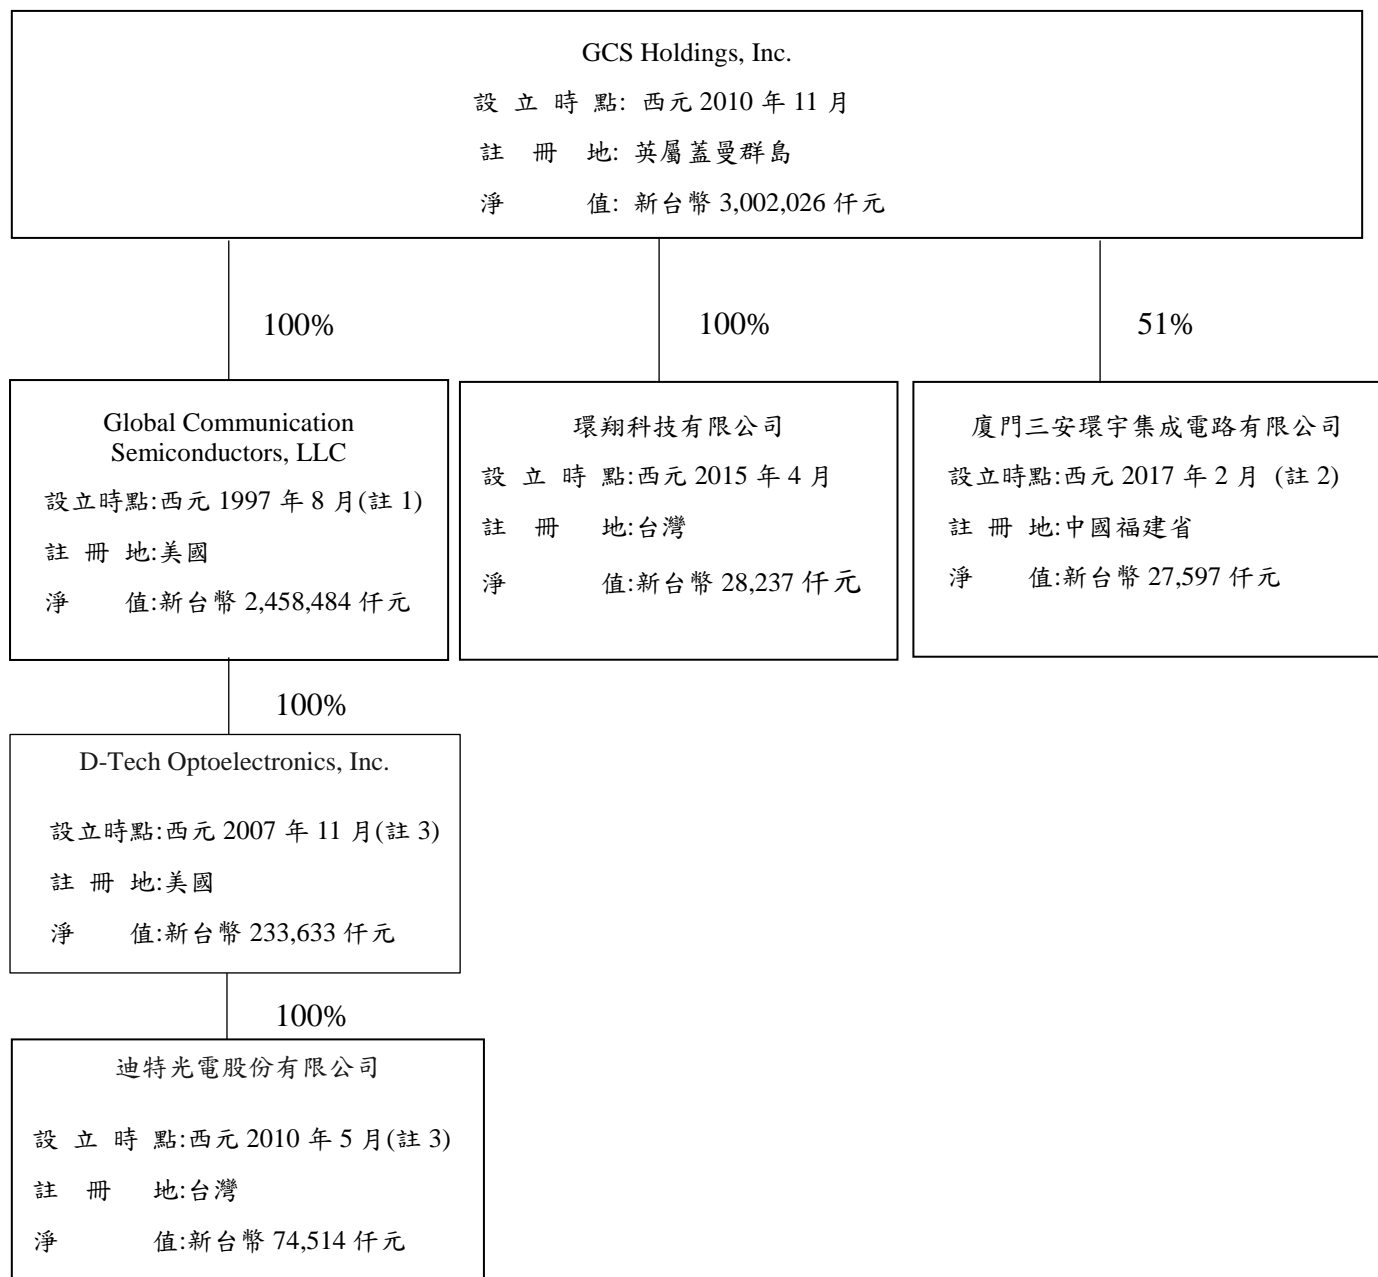 GCS Holdings, Inc.
設立時點: 西元 2010 年 11 月
註冊地: 英屬蓋曼群島
淨值: 新台幣 3,002,026 仟元
100%
100%
51%
Global Communication
Semiconductors, LLC
設立時點:西元 1997 年 8 月(註 1)
註冊地:美國
淨值:新台幣 2,458,484 仟元
環翔科技有限公司
設立時點:西元 2015 年 4 月
註冊地:台灣
淨值:新台幣 28,237 仟元
廈門三安環宇集成電路有限公司
設立時點:西元 2017 年 2 月 (註 2)
註冊地:中國福建省
淨值:新台幣 27,597 仟元
100%
D-Tech Optoelectronics, Inc.
設立時點:西元 2007 年 11 月(註 3)
註冊地:美國
淨值:新台幣 233,633 仟元
100%
迪特光電股份有限公司
設立時點:西元 2010 年 5 月(註 3)
註冊地:台灣
淨值:新台幣 74,514 仟元